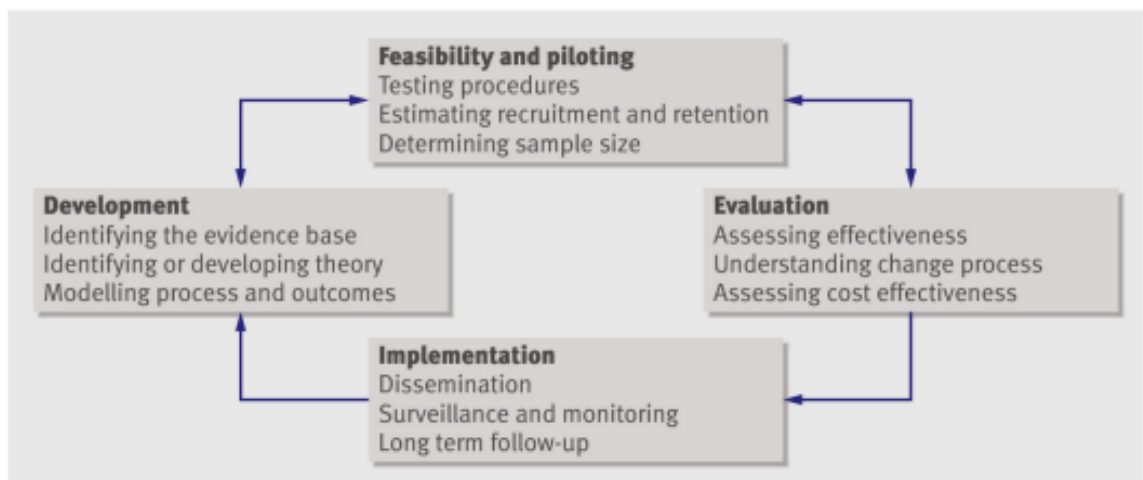 Feasibility and piloting
Testing procedures
Estimating recruitment and retention
Determining sample size
Development
Identifying the evidence base
Identifying or developing theory
Modelling process and outcomes
Evaluation
Assessing effectiveness
Understanding change process
Assessing cost effectiveness
Implementation
Dissemination
Surveillance and monitoring
Long term follow-up